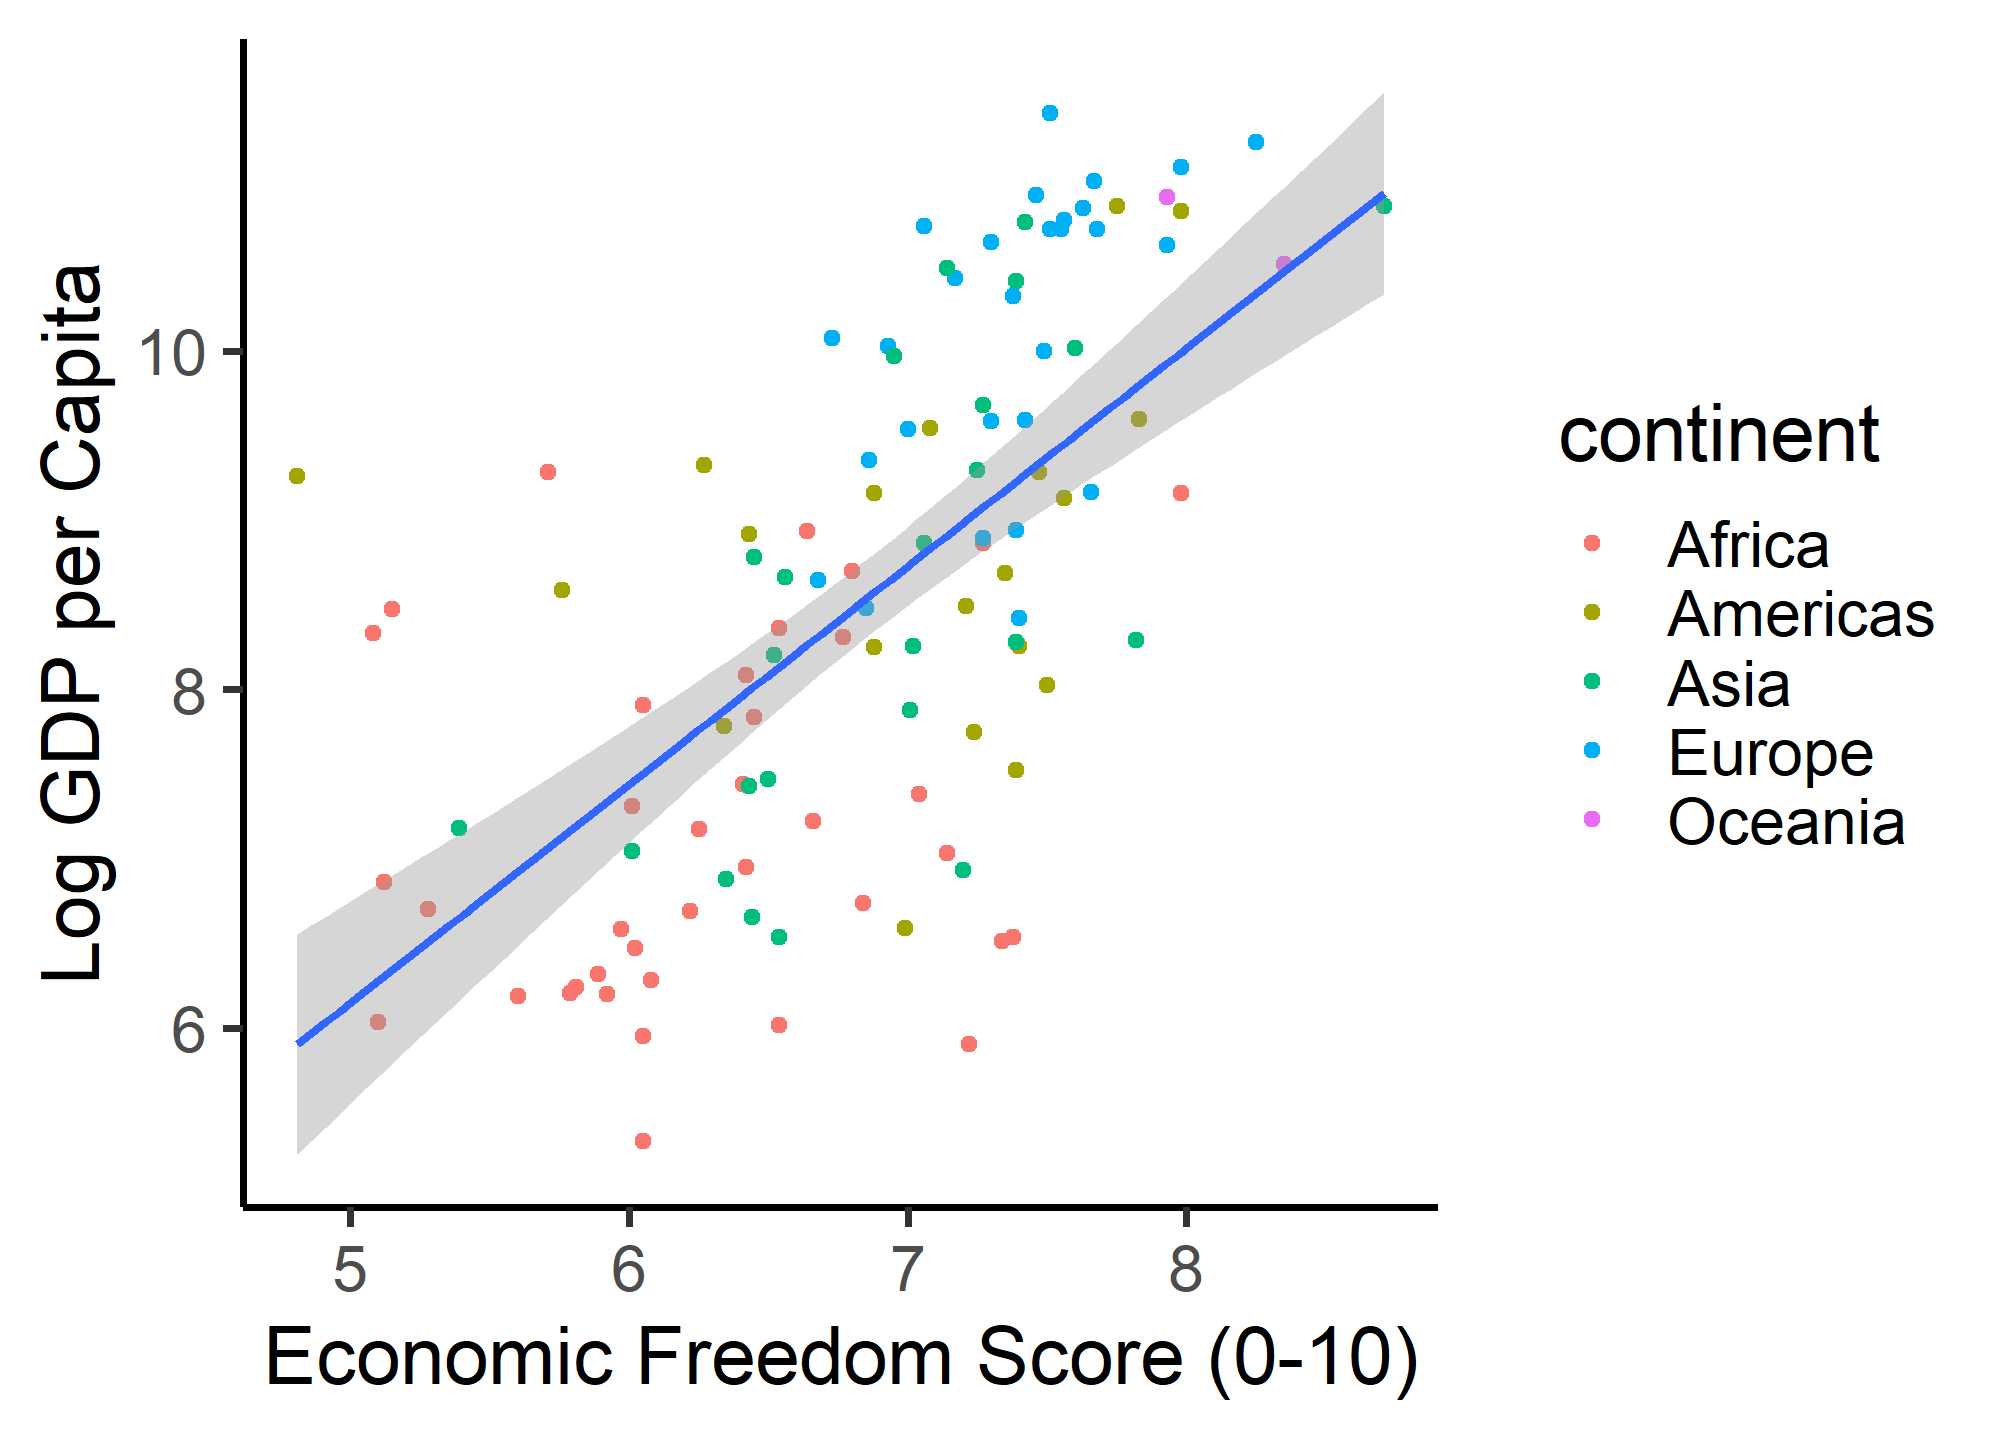 Log GDP per Capita
10
8
6
5 6 7 8
Economic Freedom Score (0-10)
continent
Africa
Americas
Asia
Europe
Oceania